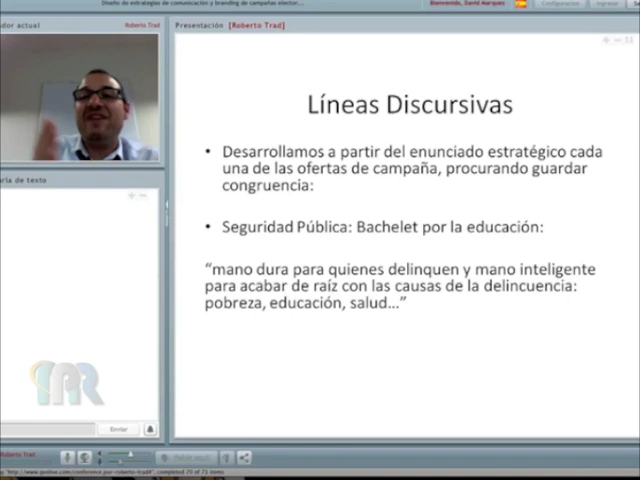 Diseño de estrategias de comunicación y branding de campañas elector...
Bienvenido, David Marquez
Configuración
Ingresar
ador actual
Roberto Trad
Presentación [Roberto Trad]
Líneas Discursivas
• Desarrollamos a partir del enunciado estratégico cada
una de las ofertas de campaña, procurando guardar
congruencia:
• Seguridad Pública: Bachelet por la educación:
“mano dura para quienes delinquen y mano inteligente
para acabar de raíz con las causas de la delincuencia:
pobreza, educación, salud…”
ría de texto
Enviar
Roberto Trad